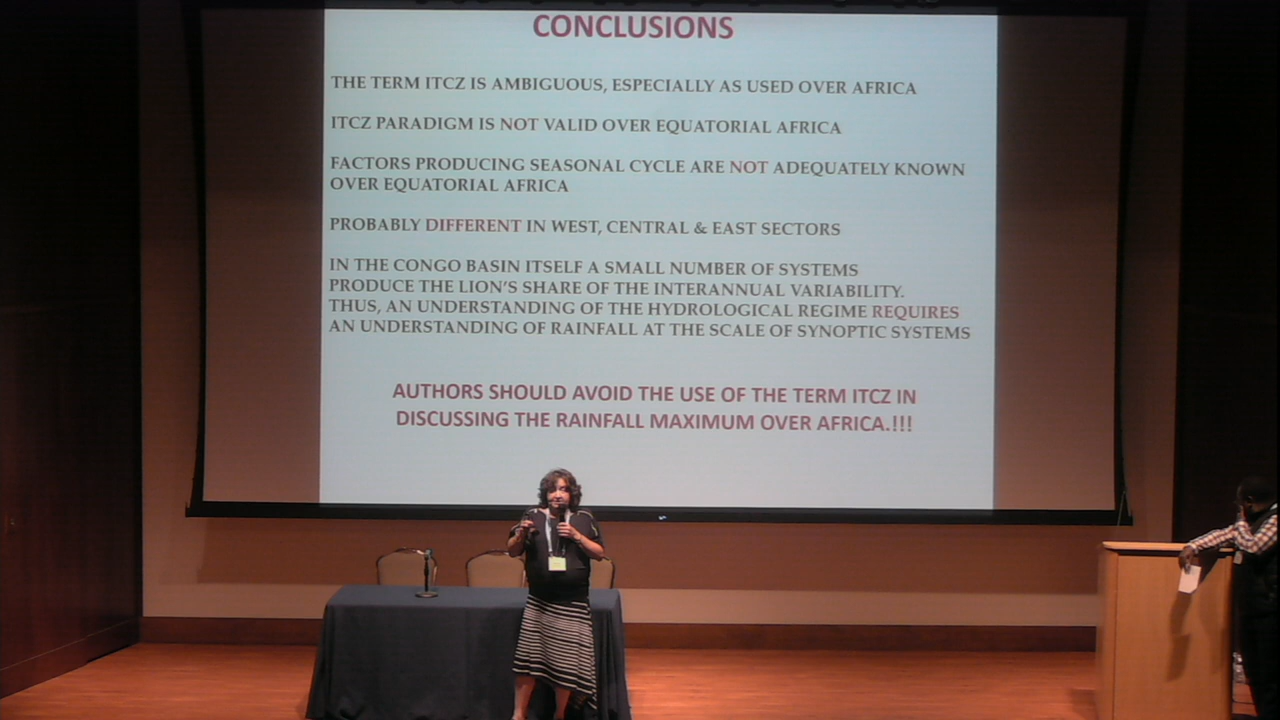 CONCLUSIONS
THE TERM ITCZ IS AMBIGUOUS, ESPECIALLY AS USED OVER AFRICA
ITCZ PARADIGM IS NOT VALID OVER EQUATORIAL AFRICA
FACTORS PRODUCING SEASONAL CYCLE ARE NOT ADEQUATELY KNOWN
OVER EQUATORIAL AFRICA
PROBABLY DIFFERENT IN WEST, CENTRAL & EAST SECTORS
IN THE CONGO BASIN ITSELF A SMALL NUMBER OF SYSTEMS
PRODUCE THE LION'S SHARE OF THE INTERANNUAL VARIABILITY.
THUS, AN UNDERSTANDING OF THE HYDROLOGICAL REGIME REQUIRES
AN UNDERSTANDING OF RAINFALL AT THE SCALE OF SYNOPTIC SYSTEMS
AUTHORS SHOULD AVOID THE USE OF THE TERM ITCZ IN
DISCUSSING THE RAINFALL MAXIMUM OVER AFRICA.!!!